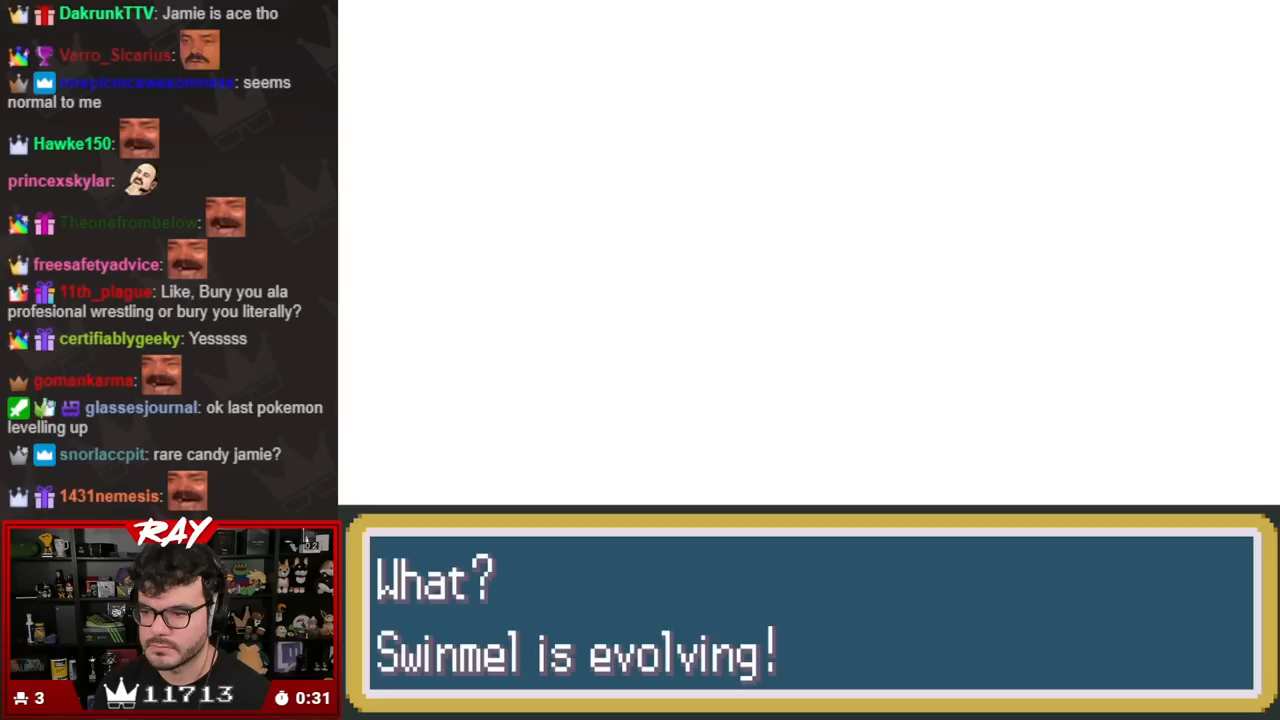 DakrunkTTV: Jamie is ace tho
Varro_Sicarius:
mrepicmcawesomness: seems
normal to me
Hawke150:
princexskylar:
Theonefrombelow:
freesafetyadvice:
11th_plague: Like, Bury you ala
profesional wrestling or bury you literally?
certifiablygeeky: Yesssss
gomankarma:
glassesjournal: ok last pokemon
levelling up
snorlaccpit: rare candy jamie?
1431nemesis:
RAY
3
11713
0:31
What?
Swinmel is evolving!